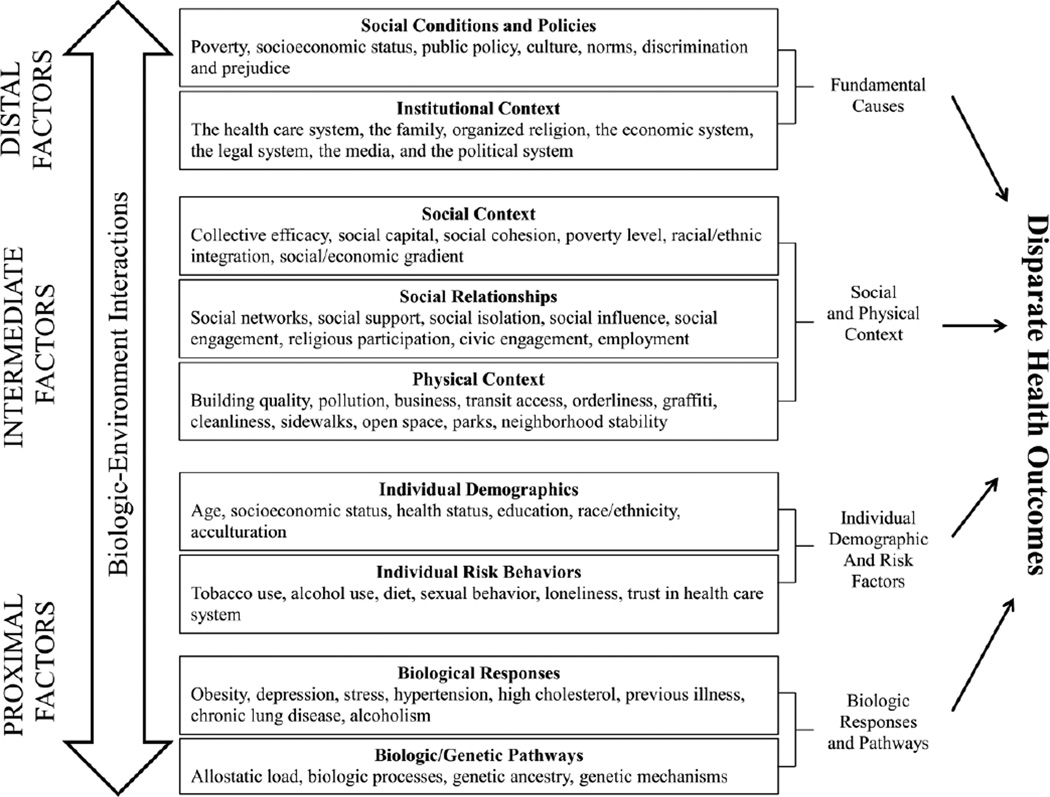 DISTAL
FACTORS
INTERMEDIATE
FACTORS
PROXIMAL
FACTORS
Biologic-Environment Interactions
Social Conditions and Policies
Poverty, socioeconomic status, public policy, culture, norms, discrimination
and prejudice
Institutional Context
The health care system, the family, organized religion, the economic system,
the legal system, the media, and the political system
Fundamental
Causes
Social Context
Collective efficacy, social capital, social cohesion, poverty level, racial/ethnic
integration, social/economic gradient
Social Relationships
Social networks, social support, social isolation, social influence, social
engagement, religious participation, civic engagement, employment
Physical Context
Building quality, pollution, business, transit access, orderliness, graffiti,
cleanliness, sidewalks, open space, parks, neighborhood stability
Social
and Physical
Context
Individual Demographics
Age, socioeconomic status, health status, education, race/ethnicity,
acculturation
Individual Risk Behaviors
Tobacco use, alcohol use, diet, sexual behavior, loneliness, trust in health care
system
Individual
Demographic
And Risk
Factors
Biological Responses
Obesity, depression, stress, hypertension, high cholesterol, previous illness,
chronic lung disease, alcoholism
Biologic/Genetic Pathways
Allostatic load, biologic processes, genetic ancestry, genetic mechanisms
Biologic
Responses
and Pathways
Disparate Health Outcomes